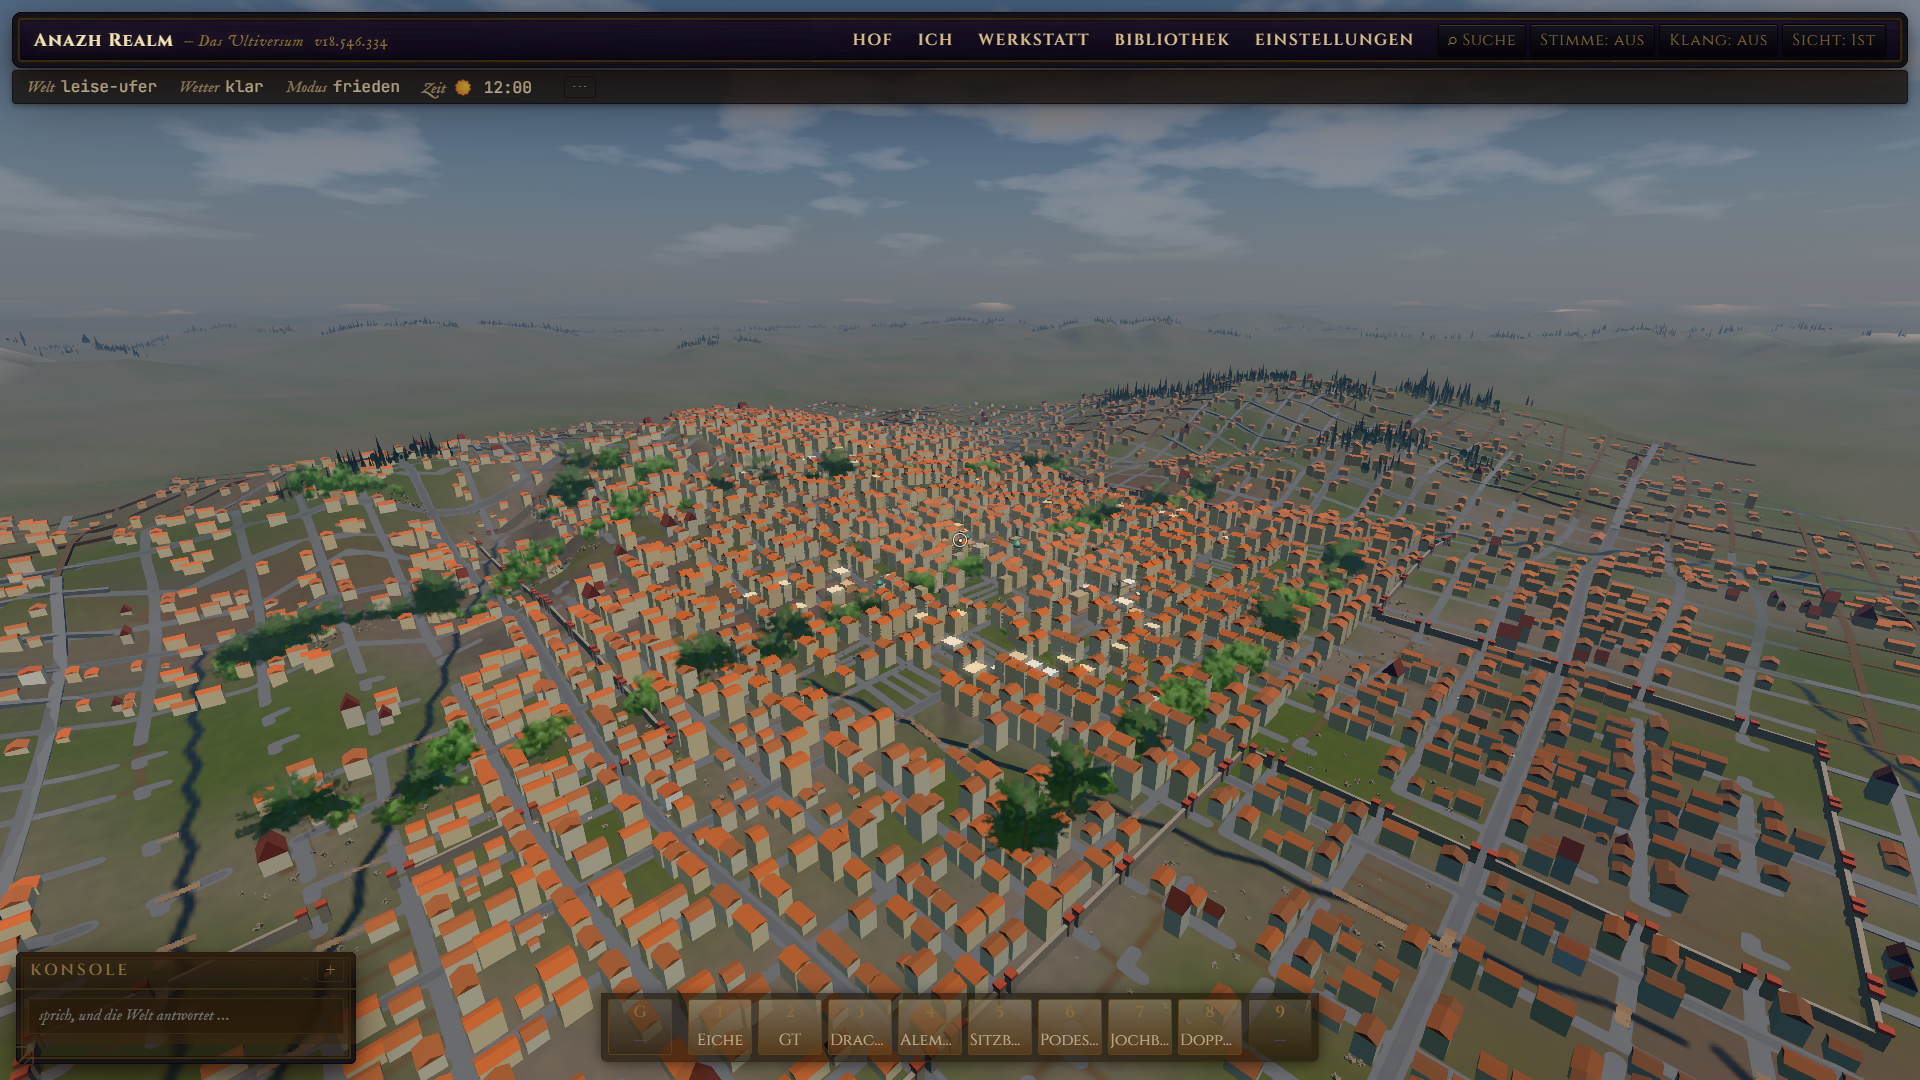 Anazh Realm – Das Ultiversum v18.546.334
HOF ICH WERKSTATT BIBLIOTHEK EINSTELLUNGEN SUCHE STIMME: AUS KLANG: AUS SICHT: IST
Welt leise-ufer Wetter klar Modus frieden Zeit 12:00 ...
KONSOLE +
sprich, und die Welt antwortet ...
G 1 2 3 4 5 6 7 8 9
— EICHE GT DRAC... ALEM... SITZB... PODES... JOCHB... DOPP... —